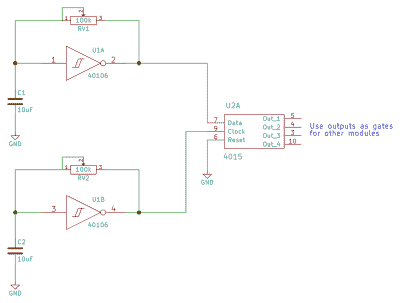 2
1
100k
3
RV1
U1A
1
2
40106
C1
10uF
GND
U2A
7
Data
Out_1
5
9
Clock
Out_2
4
6
Reset
Out_3
3
Out_4
10
4015
Use outputs as gates
for other modules
GND
2
1
100k
3
RV2
U1B
3
4
40106
C2
10uF
GND